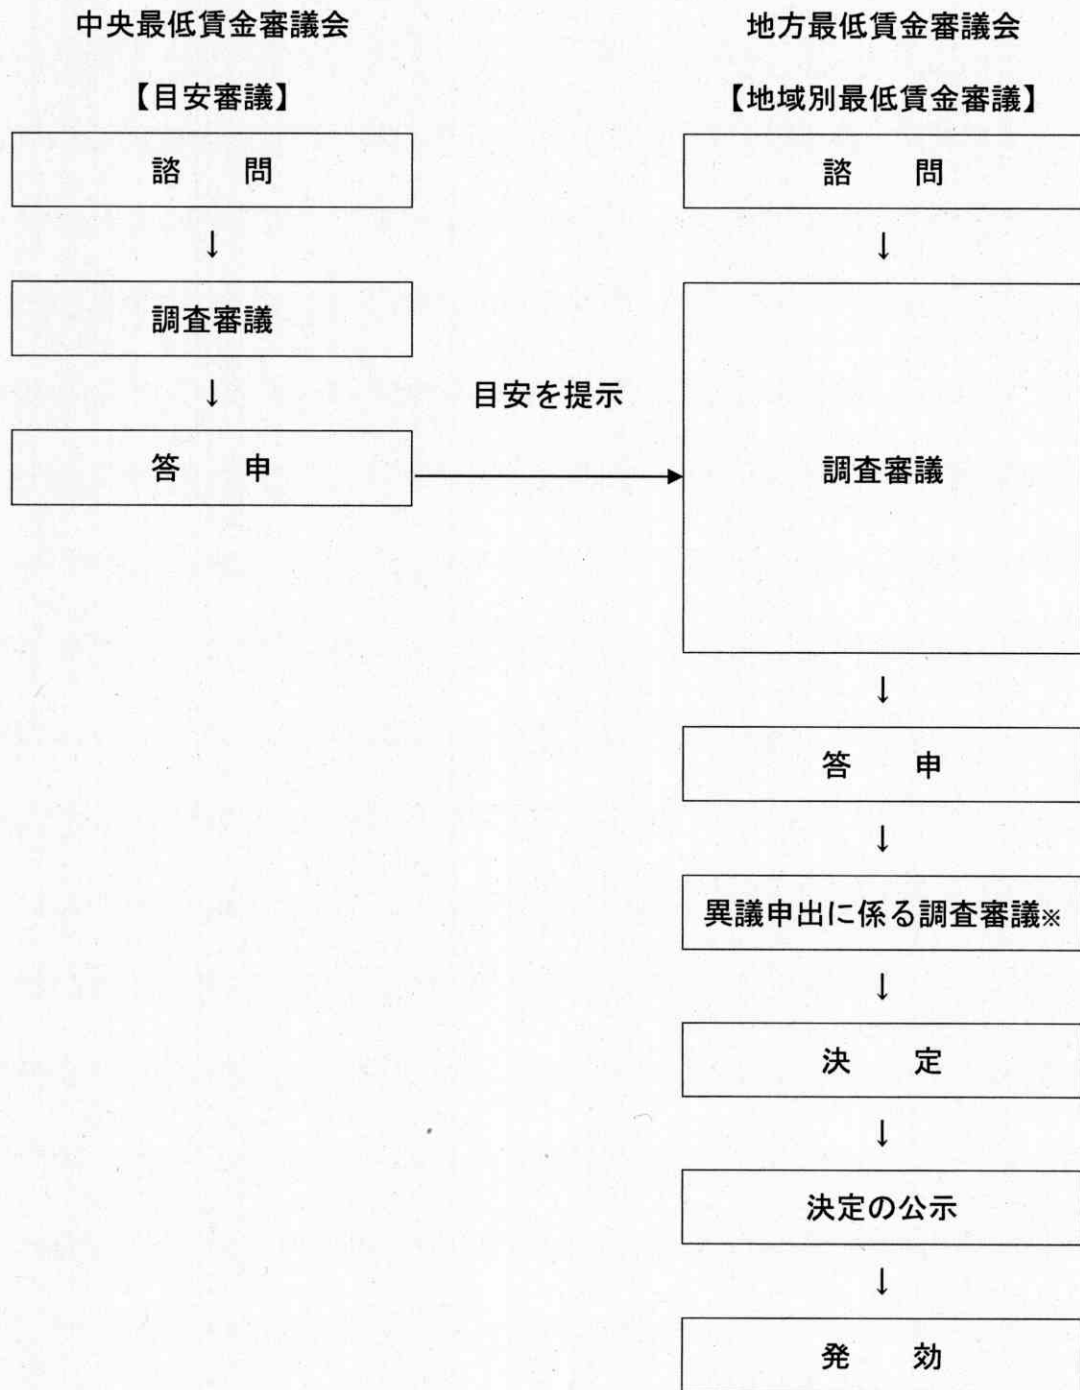 中央最低賃金審議会
【目安審議】
諮　問
↓
調査審議
↓
答　申
目安を提示
地方最低賃金審議会
【地域別最低賃金審議】
諮　問
↓
調査審議
↓
答　申
↓
異議申出に係る調査審議※
↓
決　定
↓
決定の公示
↓
発　効